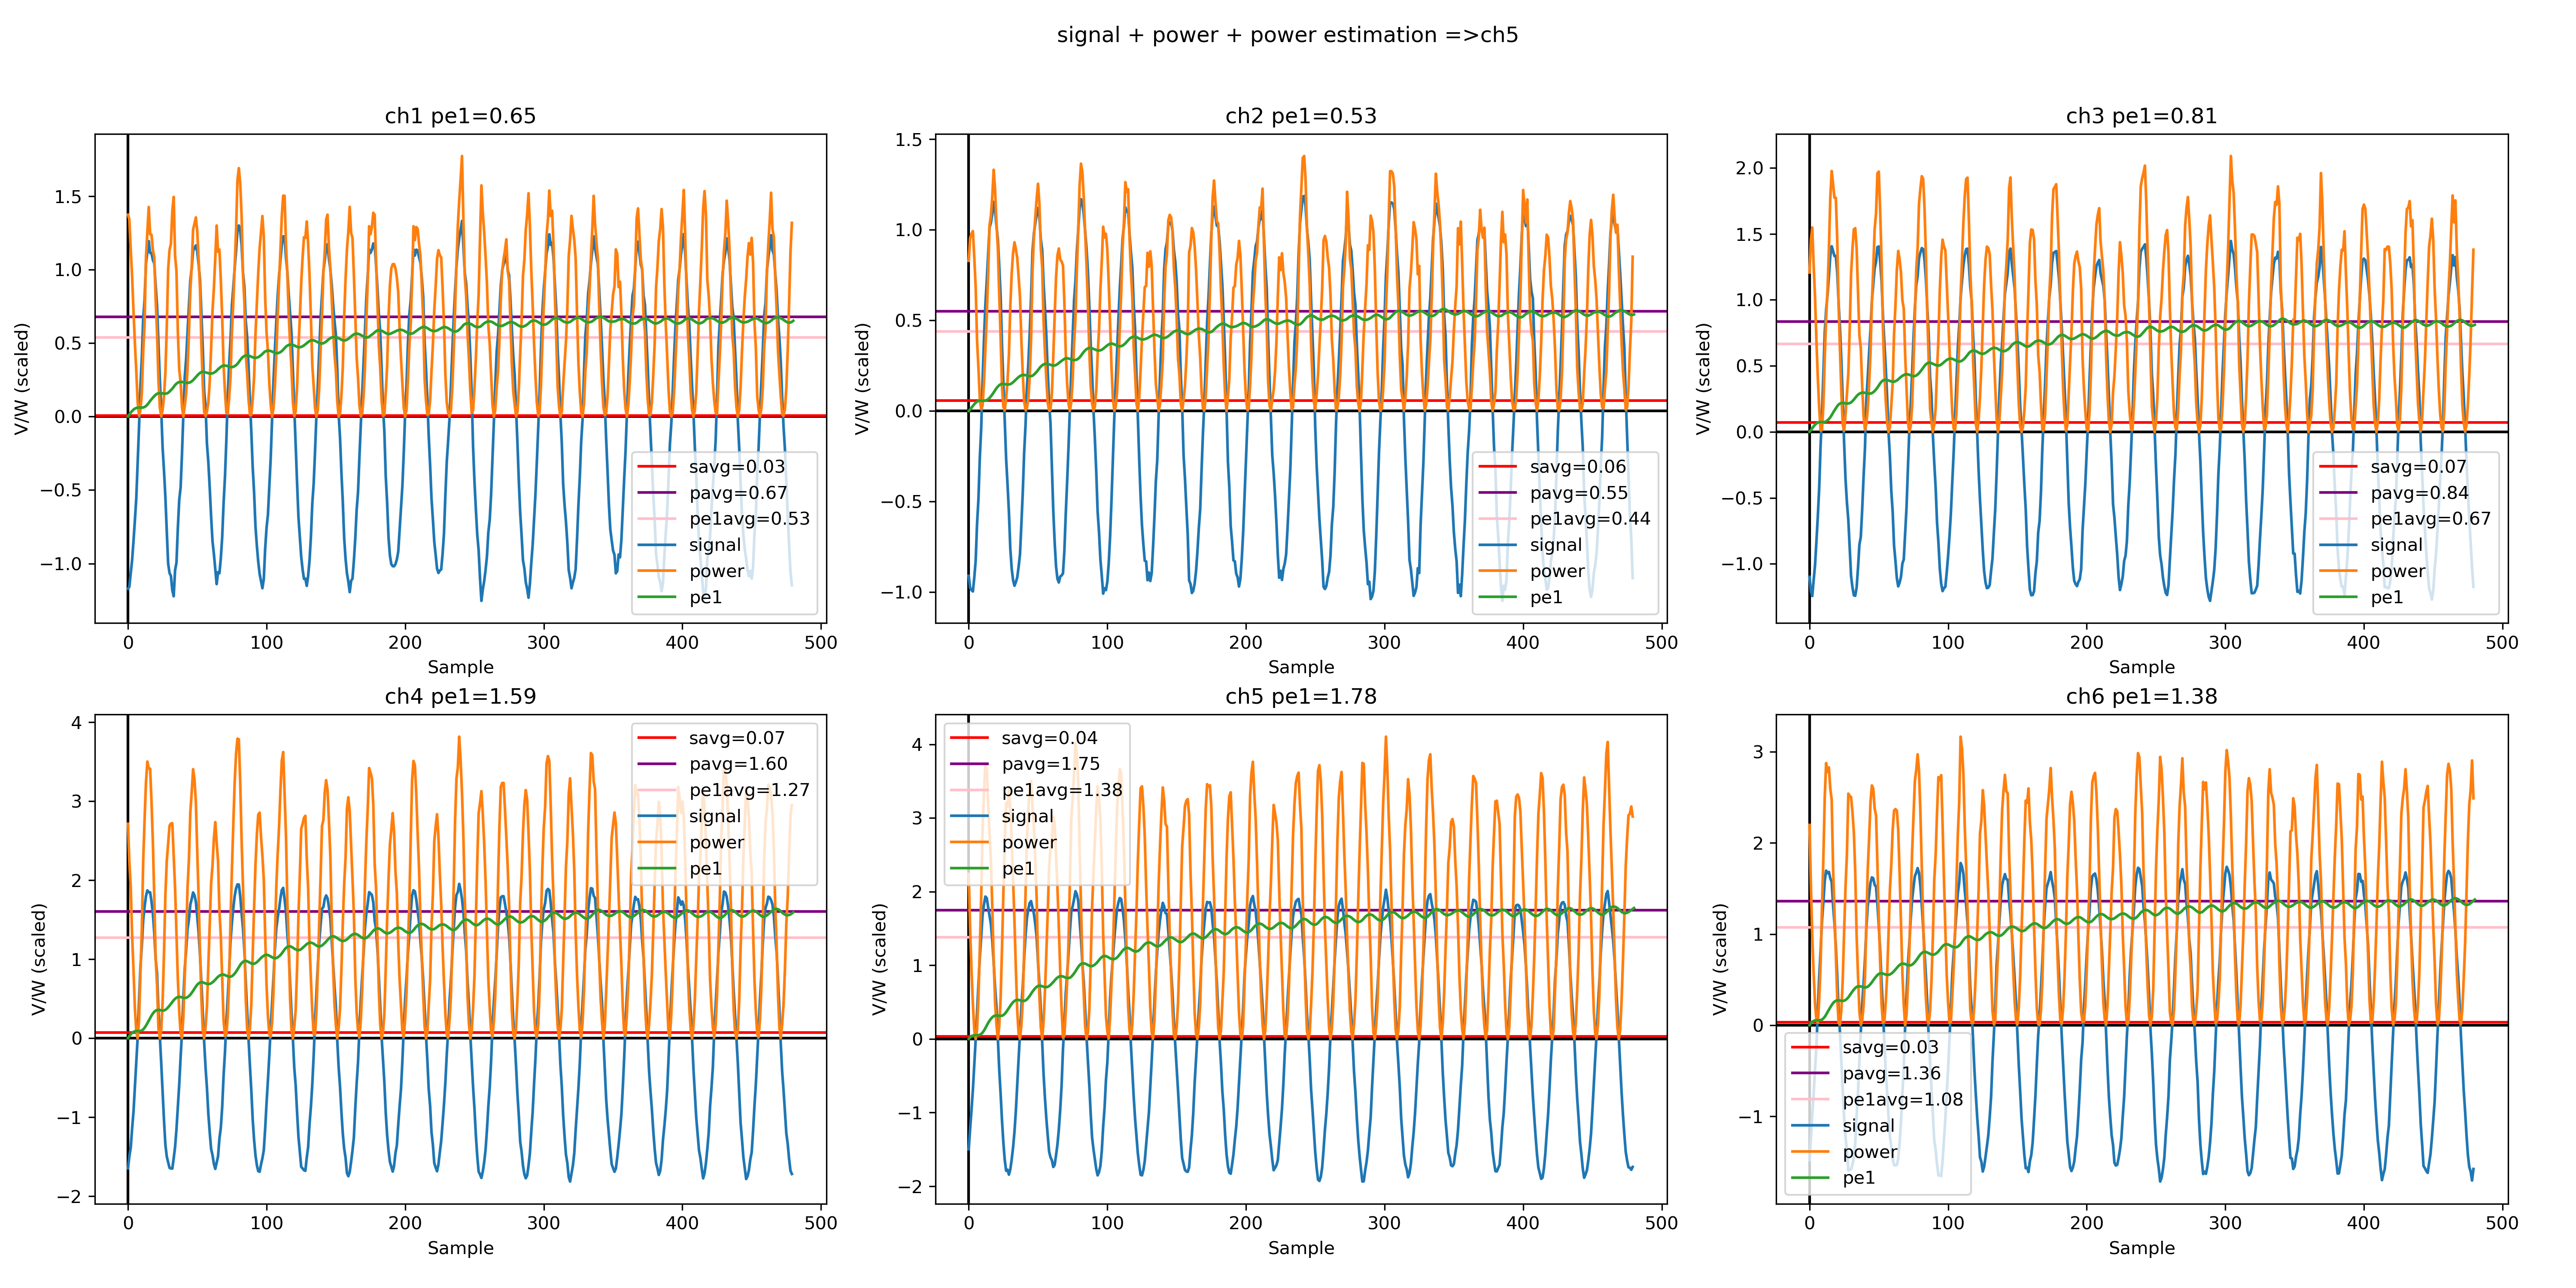 signal + power + power estimation =>ch5
ch1 pe1=0.65
V/W (scaled)
1.5
1.0
0.5
0.0
−0.5
−1.0
savg=0.03
pavg=0.67
pe1avg=0.53
signal
power
pe1
0 100 200 300 400 500
Sample
ch2 pe1=0.53
V/W (scaled)
1.5
1.0
0.5
0.0
−0.5
−1.0
savg=0.06
pavg=0.55
pe1avg=0.44
signal
power
pe1
0 100 200 300 400 500
Sample
ch3 pe1=0.81
V/W (scaled)
2.0
1.5
1.0
0.5
0.0
−0.5
−1.0
savg=0.07
pavg=0.84
pe1avg=0.67
signal
power
pe1
0 100 200 300 400 500
Sample
ch4 pe1=1.59
V/W (scaled)
4
3
2
1
0
−1
−2
savg=0.07
pavg=1.60
pe1avg=1.27
signal
power
pe1
0 100 200 300 400 500
Sample
ch5 pe1=1.78
V/W (scaled)
4
3
2
1
0
−1
−2
savg=0.04
pavg=1.75
pe1avg=1.38
signal
power
pe1
0 100 200 300 400 500
Sample
ch6 pe1=1.38
V/W (scaled)
3
2
1
0
−1
savg=0.03
pavg=1.36
pe1avg=1.08
signal
power
pe1
0 100 200 300 400 500
Sample